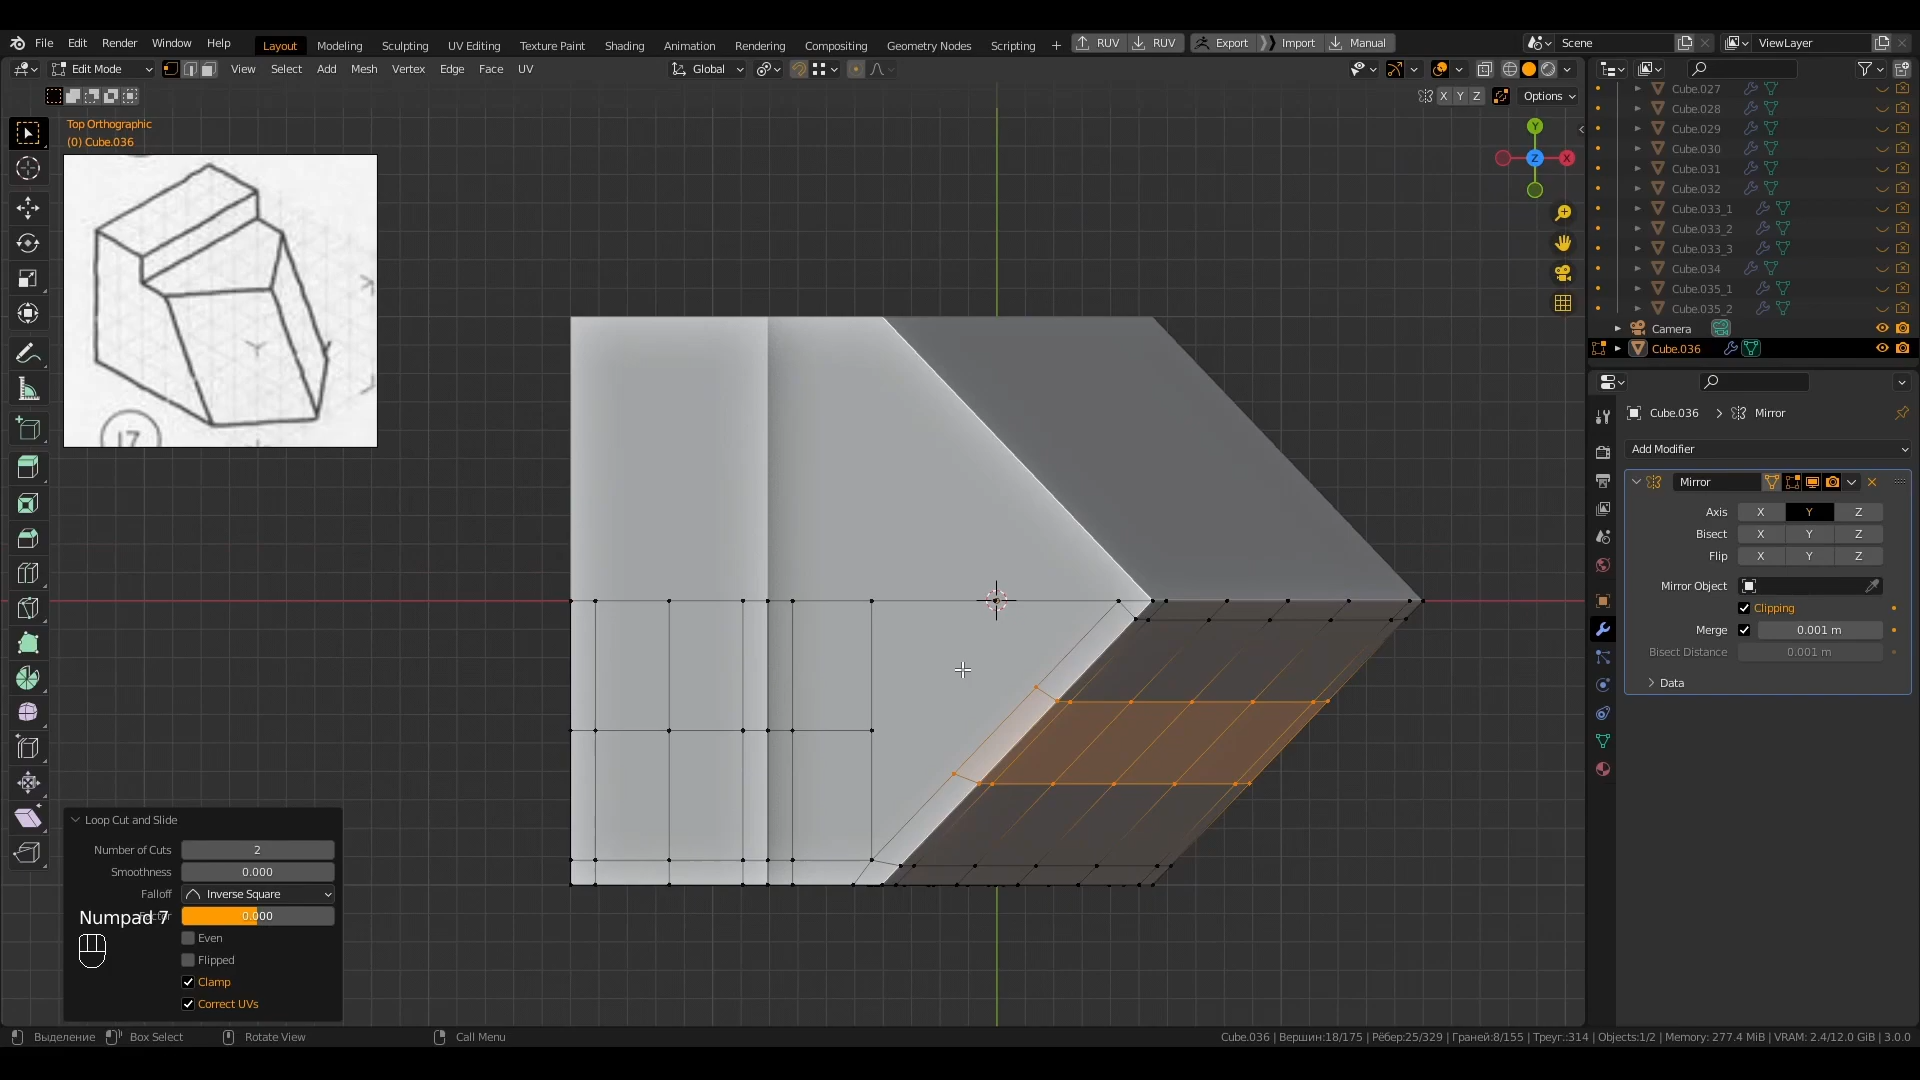 File Edit Render Window Help Layout Modeling Sculpting UV Editing Texture Paint Shading Animation Rendering Compositing Geometry Nodes Scripting + RUV RUV Export Import Manual Scene ViewLayer
Edit Mode View Select Add Mesh Vertex Edge Face UV Global
X Y Z Options
Top Orthographic
(0) Cube.036
17
Y
Z
X
Cube.027
Cube.028
Cube.029
Cube.030
Cube.031
Cube.032
Cube.033_1
Cube.033_2
Cube.033_3
Cube.034
Cube.035_1
Cube.035_2
Camera
Cube.036
Cube.036 > Mirror
Add Modifier
Mirror
Axis X Y Z
Bisect X Y Z
Flip X Y Z
Mirror Object
Clipping
Merge 0.001 m
Bisect Distance 0.001 m
Data
Loop Cut and Slide
Number of Cuts 2
Smoothness 0.000
Falloff Inverse Square
0.000
Numpad 7
Even
Flipped
Clamp
Correct UVs
Выделение Box Select Rotate View Call Menu Cube.036 | Вершин:18/175 | Рёбер:25/329 | Граней:8/155 | Треуг.:314 | Objects:1/2 | Memory: 277.4 MiB | VRAM: 2.4/12.0 GiB | 3.0.0